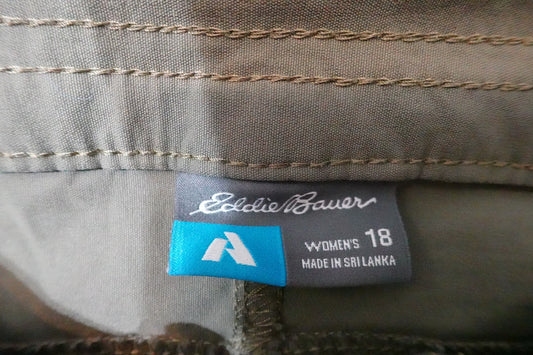 Eddie Bauer
WOMEN'S 18
MADE IN SRI LANKA